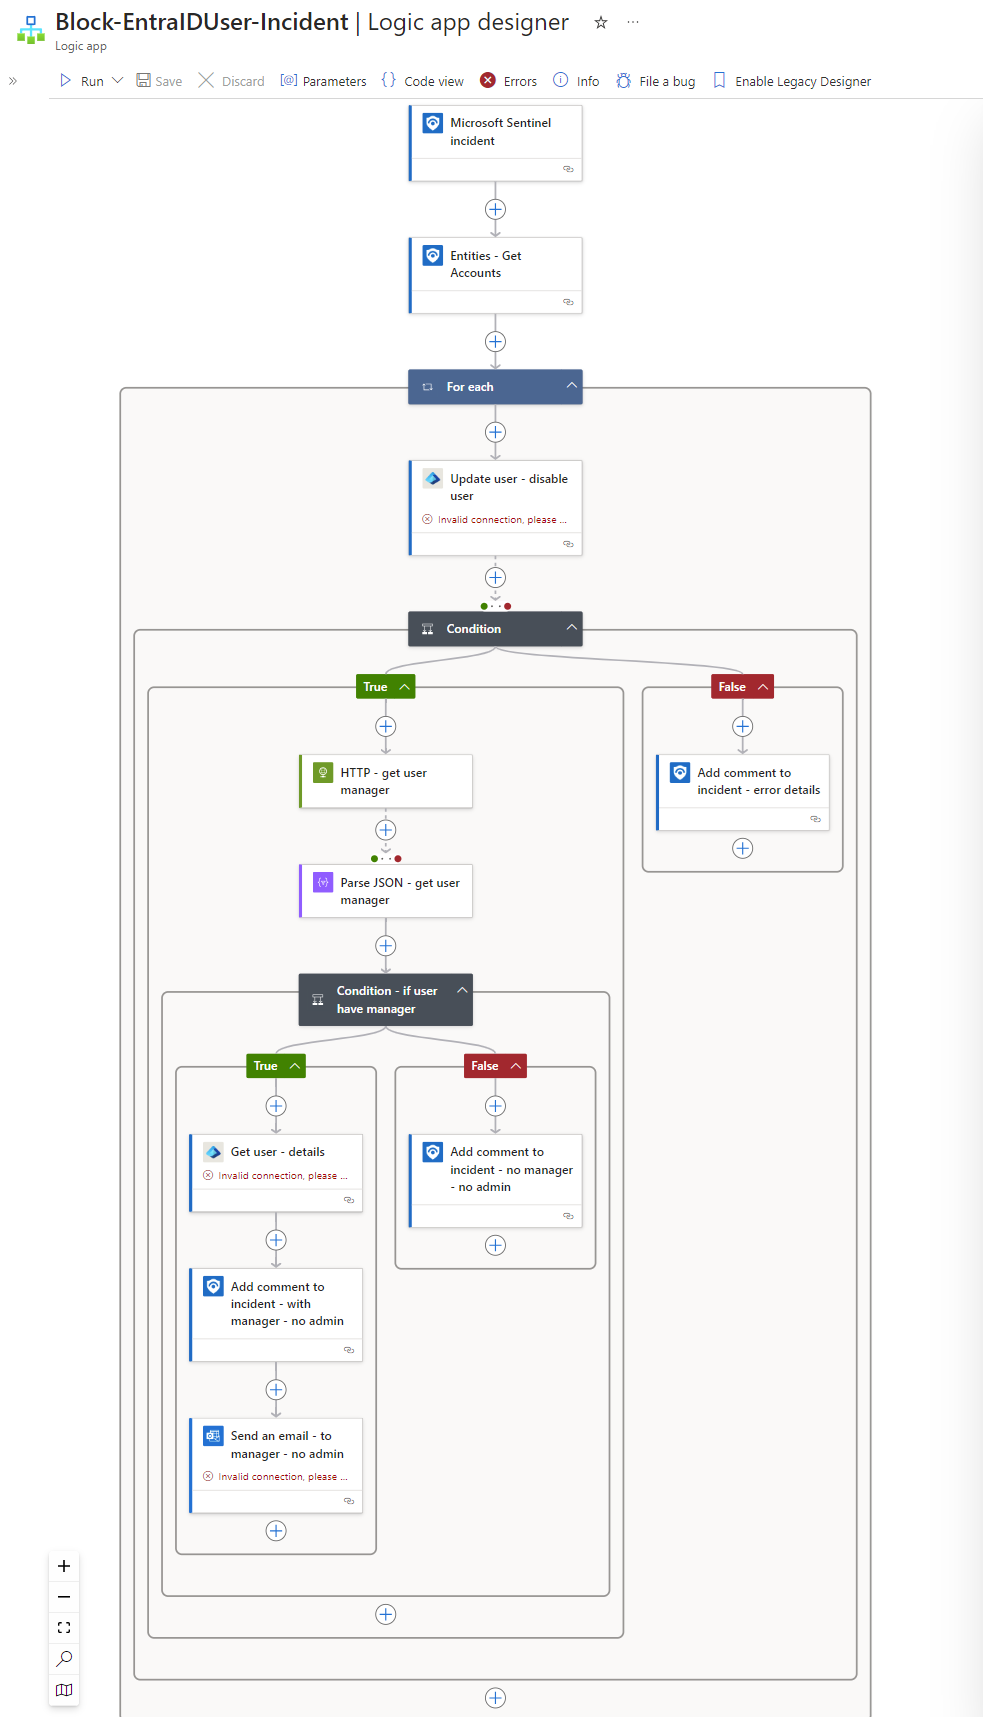 Block-EntraIDUser-Incident | Logic app designer
Logic app
Run Save Discard Parameters Code view Errors Info File a bug Enable Legacy Designer
Microsoft Sentinel
incident
Entities - Get
Accounts
For each
Update user - disable
user
Invalid connection, please ...
Condition
True
False
HTTP - get user
manager
Add comment to
incident - error details
Parse JSON - get user
manager
Condition - if user
have manager
True
False
Get user - details
Invalid connection, please ...
Add comment to
incident - no manager
- no admin
Add comment to
incident - with
manager - no admin
Send an email - to
manager - no admin
Invalid connection, please ...